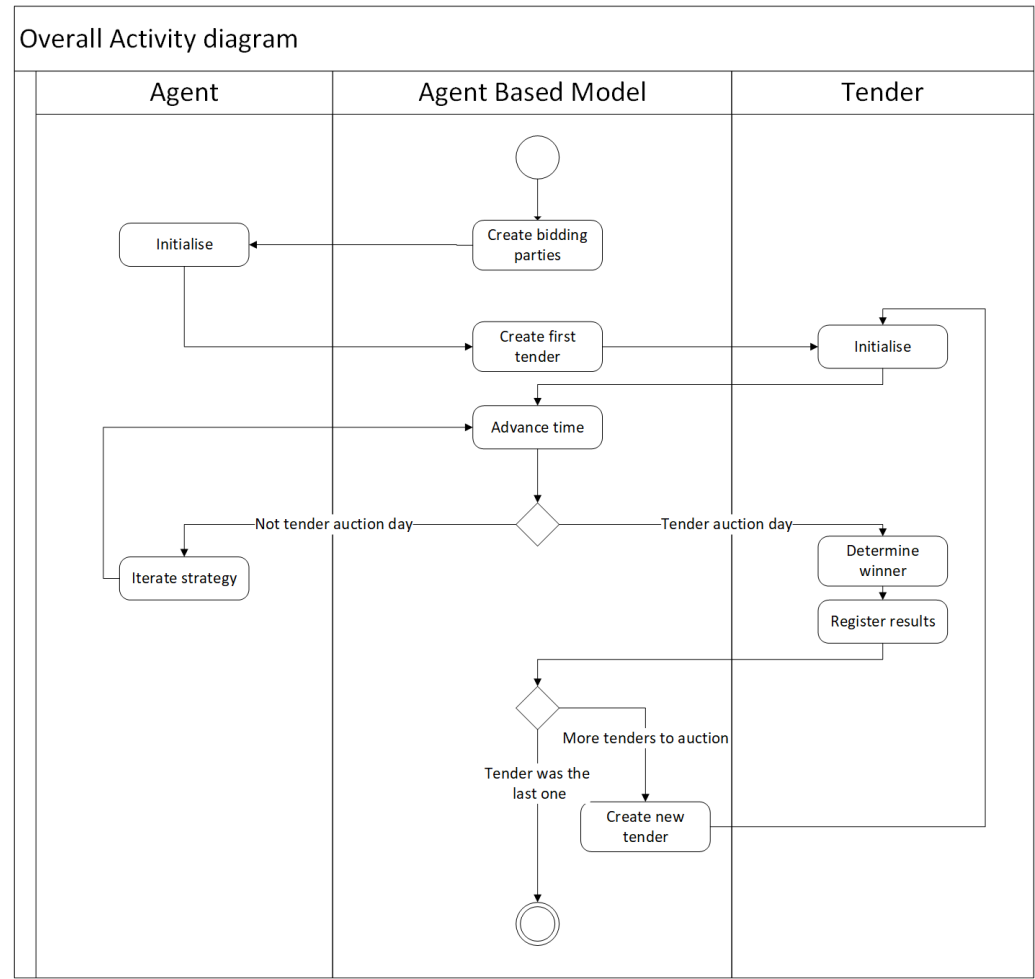 Overall Activity diagram
Agent
Agent Based Model
Tender
Create bidding
parties
Initialise
Create first
tender
Initialise
Advance time
Not tender auction day
Tender auction day
Determine
winner
Iterate strategy
Register results
More tenders to auction
Tender was the
last one
Create new
tender